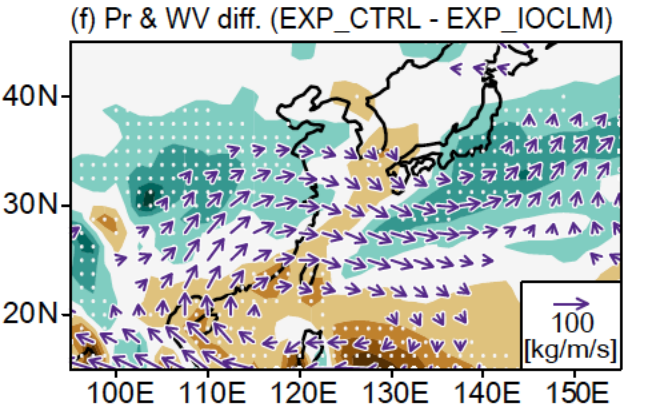 (f) Pr & WV diff. (EXP_CTRL - EXP_IOCLM)
40N
30N
20N
100
[kg/m/s]
100E 110E 120E 130E 140E 150E